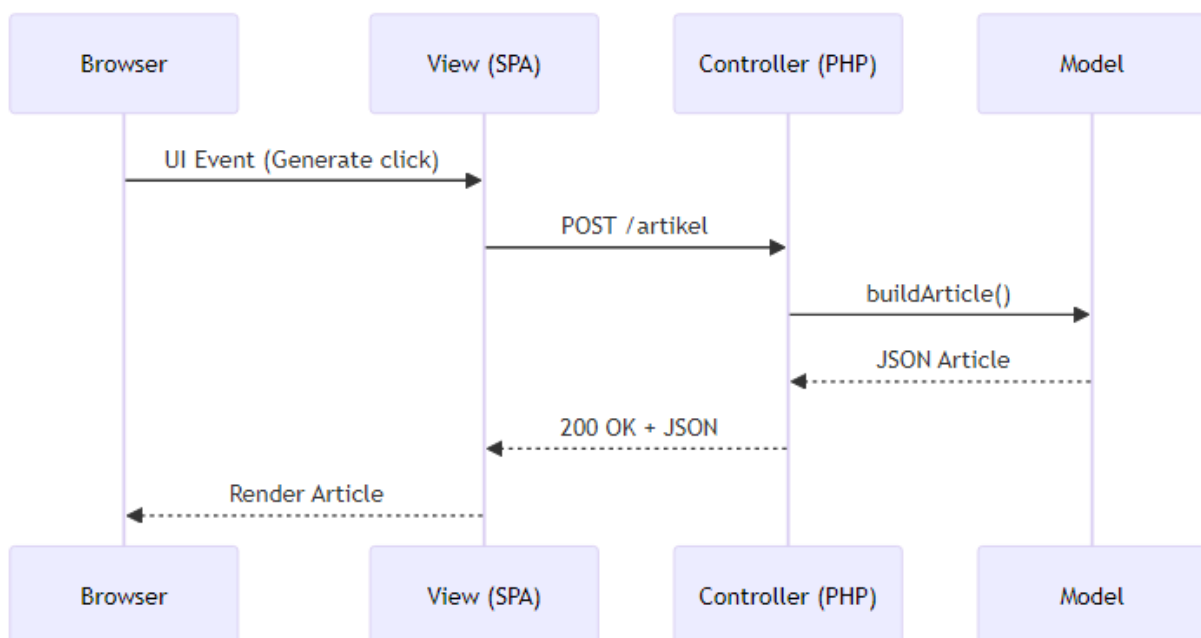 Browser
View (SPA)
Controller (PHP)
Model
UI Event (Generate click)
POST /artikel
buildArticle()
JSON Article
200 OK + JSON
Render Article
Browser
View (SPA)
Controller (PHP)
Model